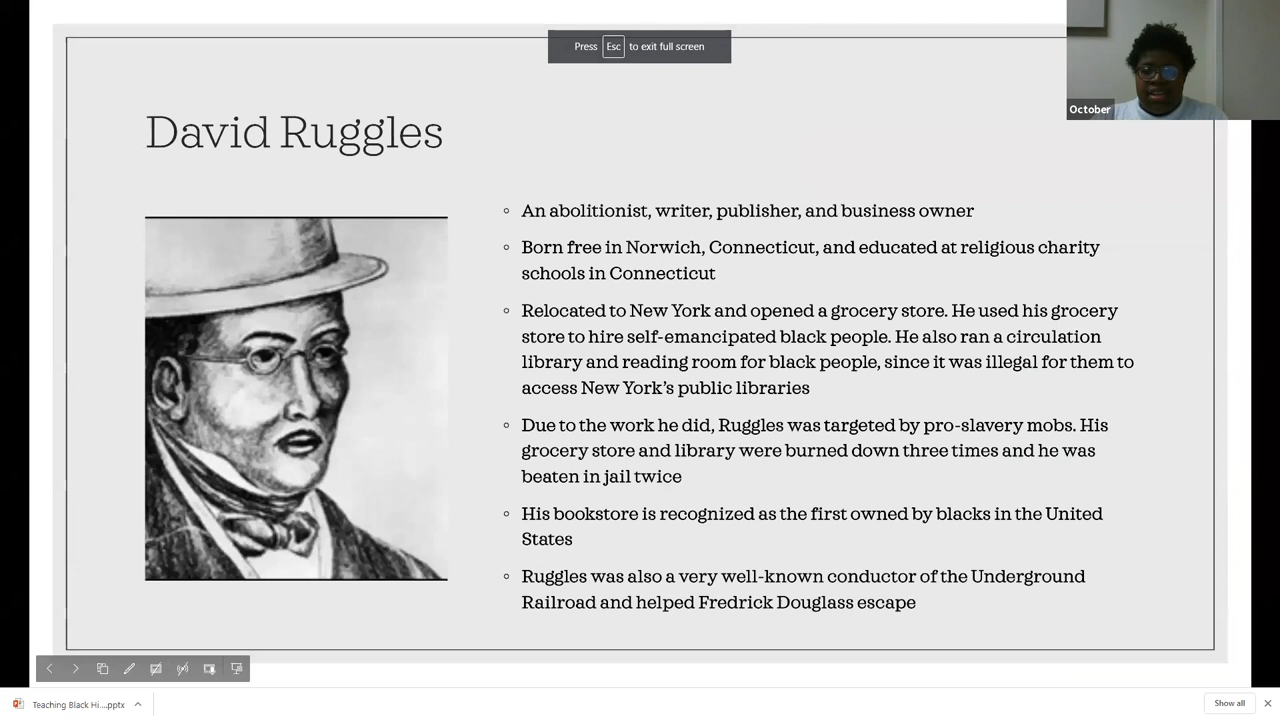 Press Esc to exit full screen
October
David Ruggles
An abolitionist, writer, publisher, and business owner
Born free in Norwich, Connecticut, and educated at religious charity
schools in Connecticut
Relocated to New York and opened a grocery store. He used his grocery
store to hire self-emancipated black people. He also ran a circulation
library and reading room for black people, since it was illegal for them to
access New York’s public libraries
Due to the work he did, Ruggles was targeted by pro-slavery mobs. His
grocery store and library were burned down three times and he was
beaten in jail twice
His bookstore is recognized as the first owned by blacks in the United
States
Ruggles was also a very well-known conductor of the Underground
Railroad and helped Fredrick Douglass escape
Teaching Black Hi....pptx
Show all